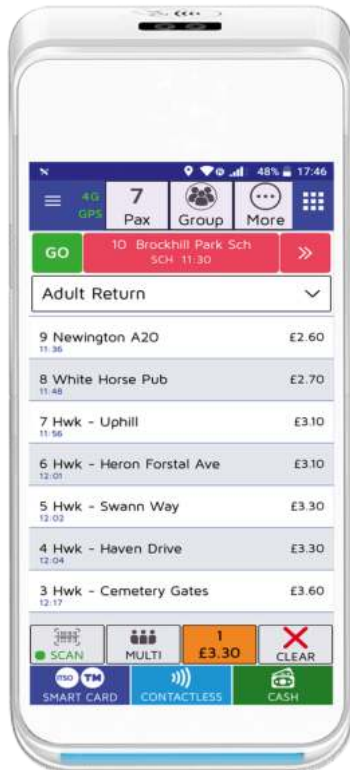 48% 17:46
4G
GPS
7
Pax
Group
More
GO
10 Brockhill Park Sch
SCH 11:30
Adult Return
9 Newington A20 £2.60
11:36
8 White Horse Pub £2.70
11:48
7 Hwk - Uphill £3.10
11:56
6 Hwk - Heron Forstal Ave £3.10
12:01
5 Hwk - Swann Way £3.30
12:02
4 Hwk - Haven Drive £3.30
12:04
3 Hwk - Cemetery Gates £3.60
12:17
SCAN
MULTI
1
£3.30
CLEAR
itso TM
SMART CARD
CONTACTLESS
CASH